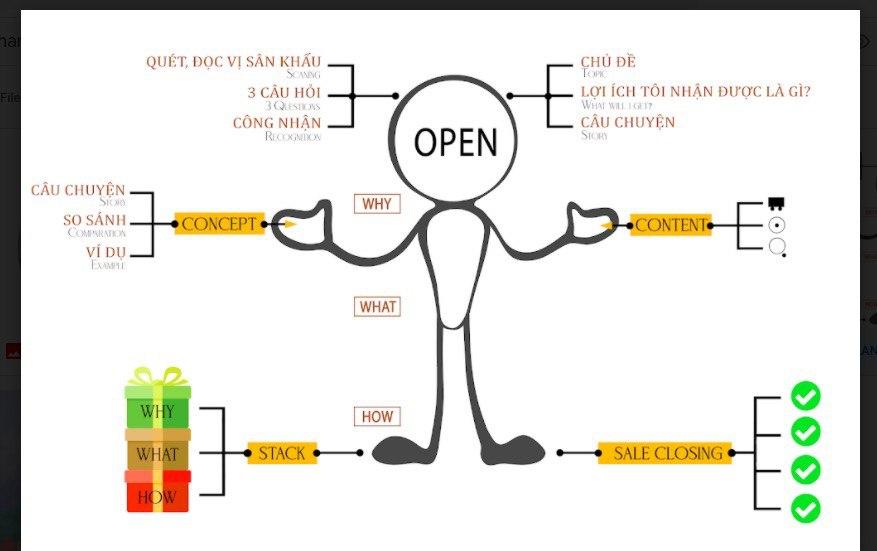 QUÉT, ĐỌC VỊ SÂN KHẤU
SCANING
3 CÂU HỎI
3 QUESTIONS
CÔNG NHẬN
RECOGNITION
CHỦ ĐỀ
TOPIC
LỢI ÍCH TÔI NHẬN ĐƯỢC LÀ GÌ?
WHAT WILL I GET?
CÂU CHUYỆN
STORY
OPEN
CÂU CHUYỆN
STORY
SO SÁNH
COMPARATION
VÍ DỤ
EXAMPLE
CONCEPT
WHY
CONTENT
WHAT
HOW
WHY
WHAT
HOW
STACK
SALE CLOSING
File